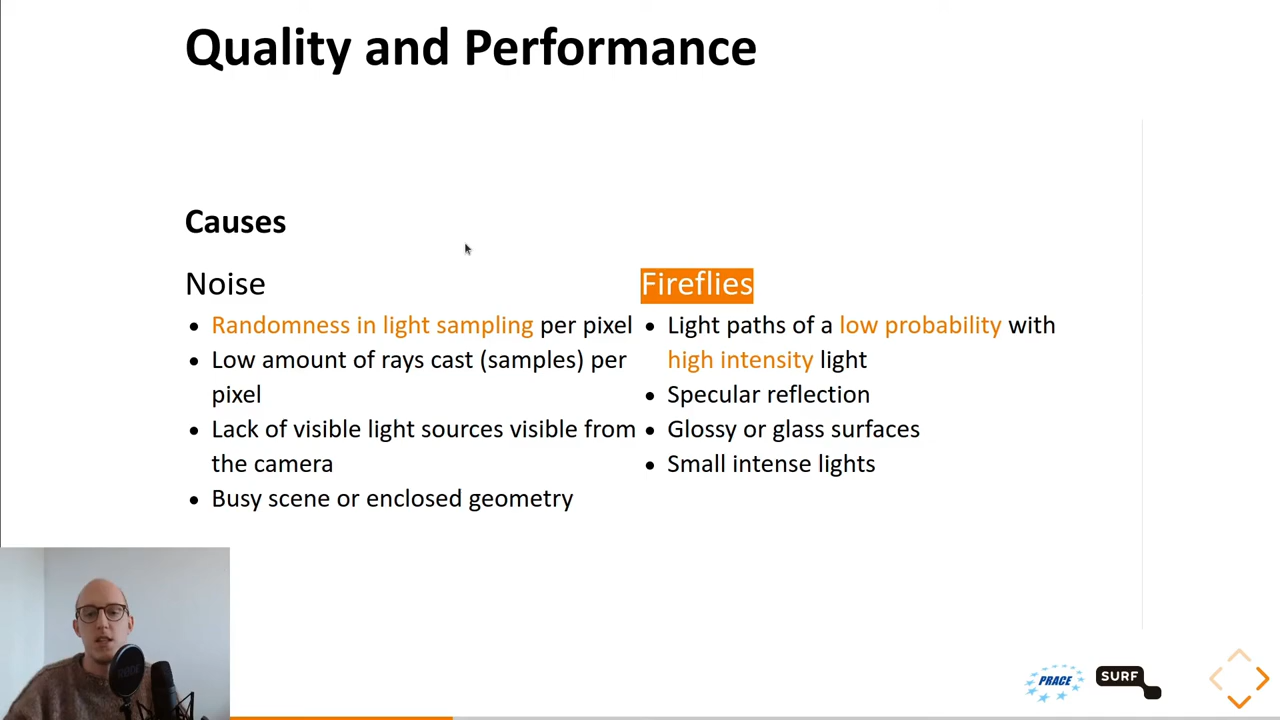 Quality and Performance
Causes
Noise
Randomness in light sampling per pixel
Low amount of rays cast (samples) per
pixel
Lack of visible light sources visible from
the camera
Busy scene or enclosed geometry
Fireflies
Light paths of a low probability with
high intensity light
Specular reflection
Glossy or glass surfaces
Small intense lights
PRACE
SURF